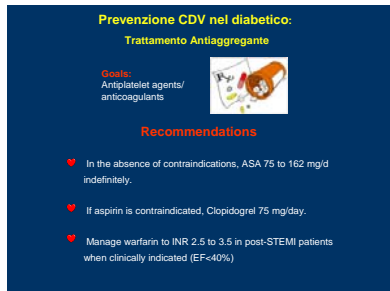 Prevenzione CDV nel diabetico:
Trattamento Antiaggregante
Goals:
Antiplatelet agents/
anticoagulants
Recommendations
In the absence of contraindications, ASA 75 to 162 mg/d
indefinitely.
If aspirin is contraindicated, Clopidogrel 75 mg/day.
Manage warfarin to INR 2.5 to 3.5 in post-STEMI patients
when clinically indicated (EF<40%)